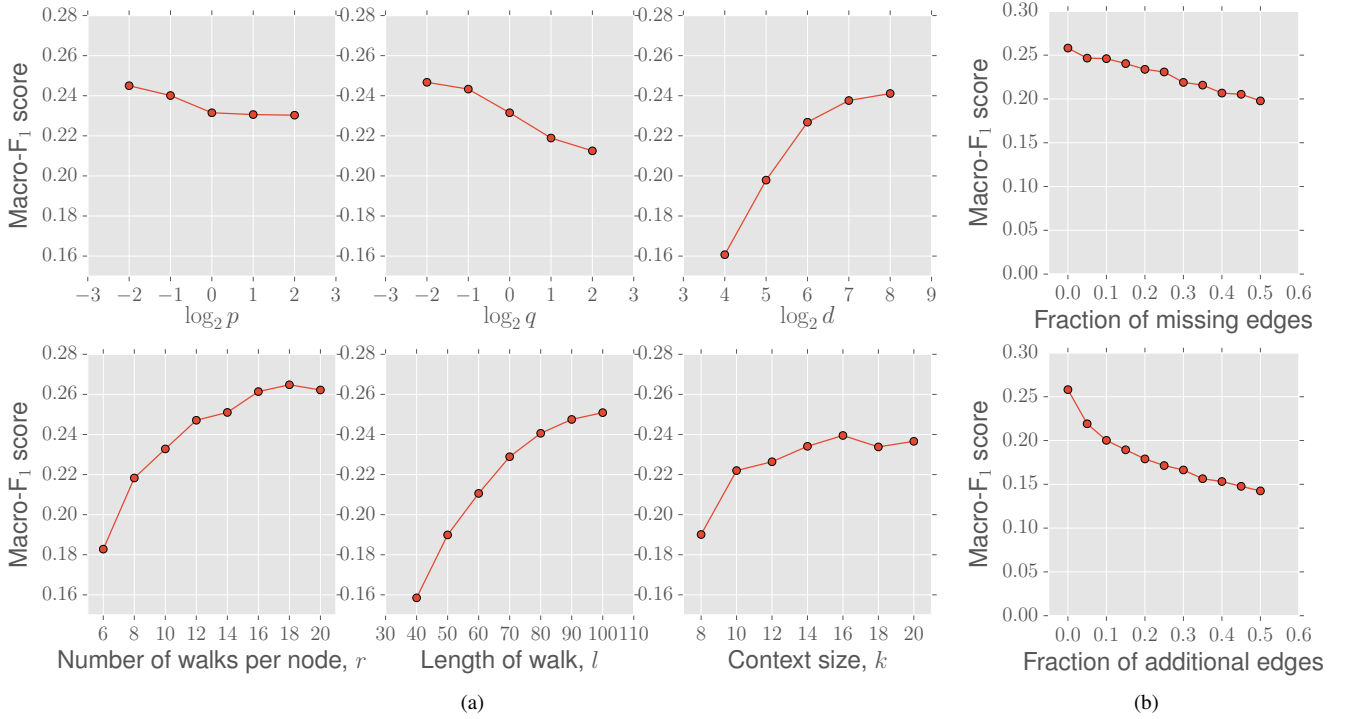 Macro-F₁ score
0.28
0.26
0.24
0.22
0.20
0.18
0.16
−3 −2 −1 0 1 2 3
log₂ p
0.28
0.26
0.24
0.22
0.20
0.18
0.16
−3 −2 −1 0 1 2 3
log₂ q
0.28
0.26
0.24
0.22
0.20
0.18
0.16
3 4 5 6 7 8 9
log₂ d
Macro-F₁ score
0.30
0.25
0.20
0.15
0.10
0.05
0.00
0.0 0.1 0.2 0.3 0.4 0.5 0.6
Fraction of missing edges
Macro-F₁ score
0.28
0.26
0.24
0.22
0.20
0.18
0.16
6 8 10 12 14 16 18 20
Number of walks per node, r
0.28
0.26
0.24
0.22
0.20
0.18
0.16
30 40 50 60 70 80 90 100 110
Length of walk, l
0.28
0.26
0.24
0.22
0.20
0.18
0.16
8 10 12 14 16 18 20
Context size, k
Macro-F₁ score
0.30
0.25
0.20
0.15
0.10
0.05
0.00
0.0 0.1 0.2 0.3 0.4 0.5 0.6
Fraction of additional edges
(a)
(b)